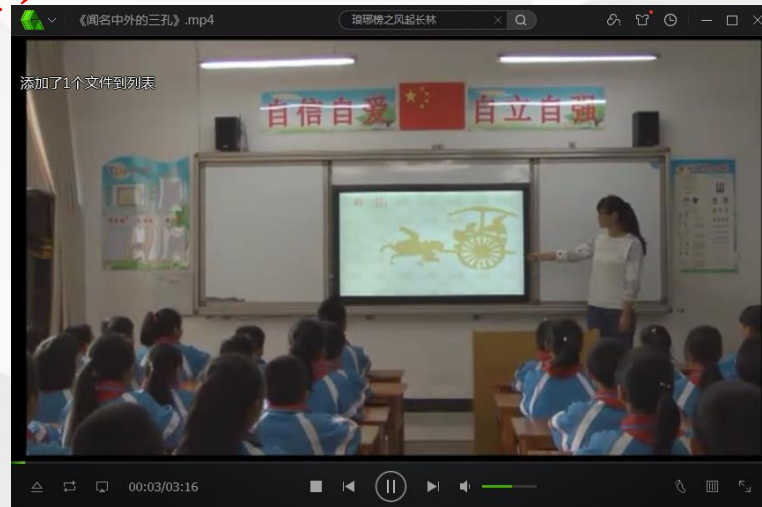 《闻名中外的三孔》.mp4
琅琊榜之风起长林
添加了1个文件到列表
自信自爱
自立自强
00:03/03:16